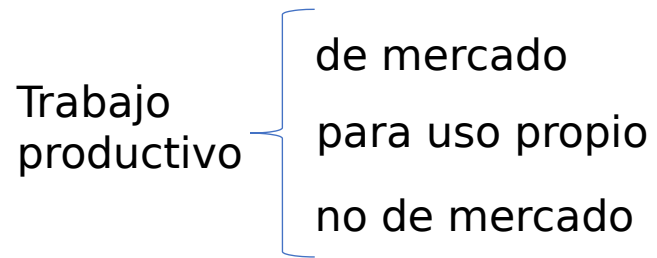 Trabajo
productivo
de mercado
para uso propio
no de mercado